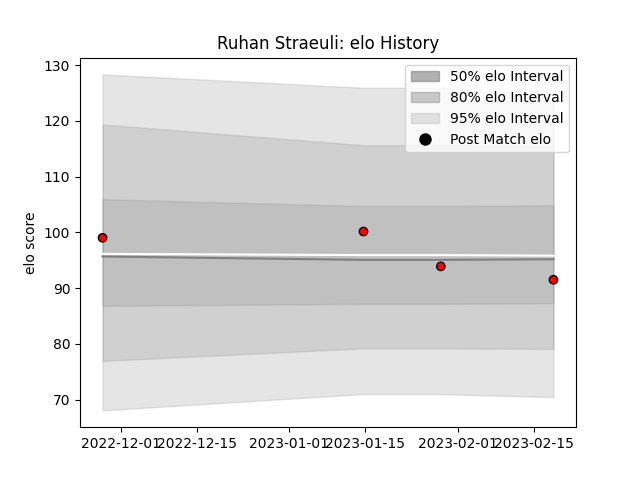 Ruhan Straeuli: elo History
130
120
110
100
90
80
70
elo score
50% elo Interval
80% elo Interval
95% elo Interval
Post Match elo
2022-12-01
2022-12-15
2023-01-01
2023-01-15
2023-02-01
2023-02-15